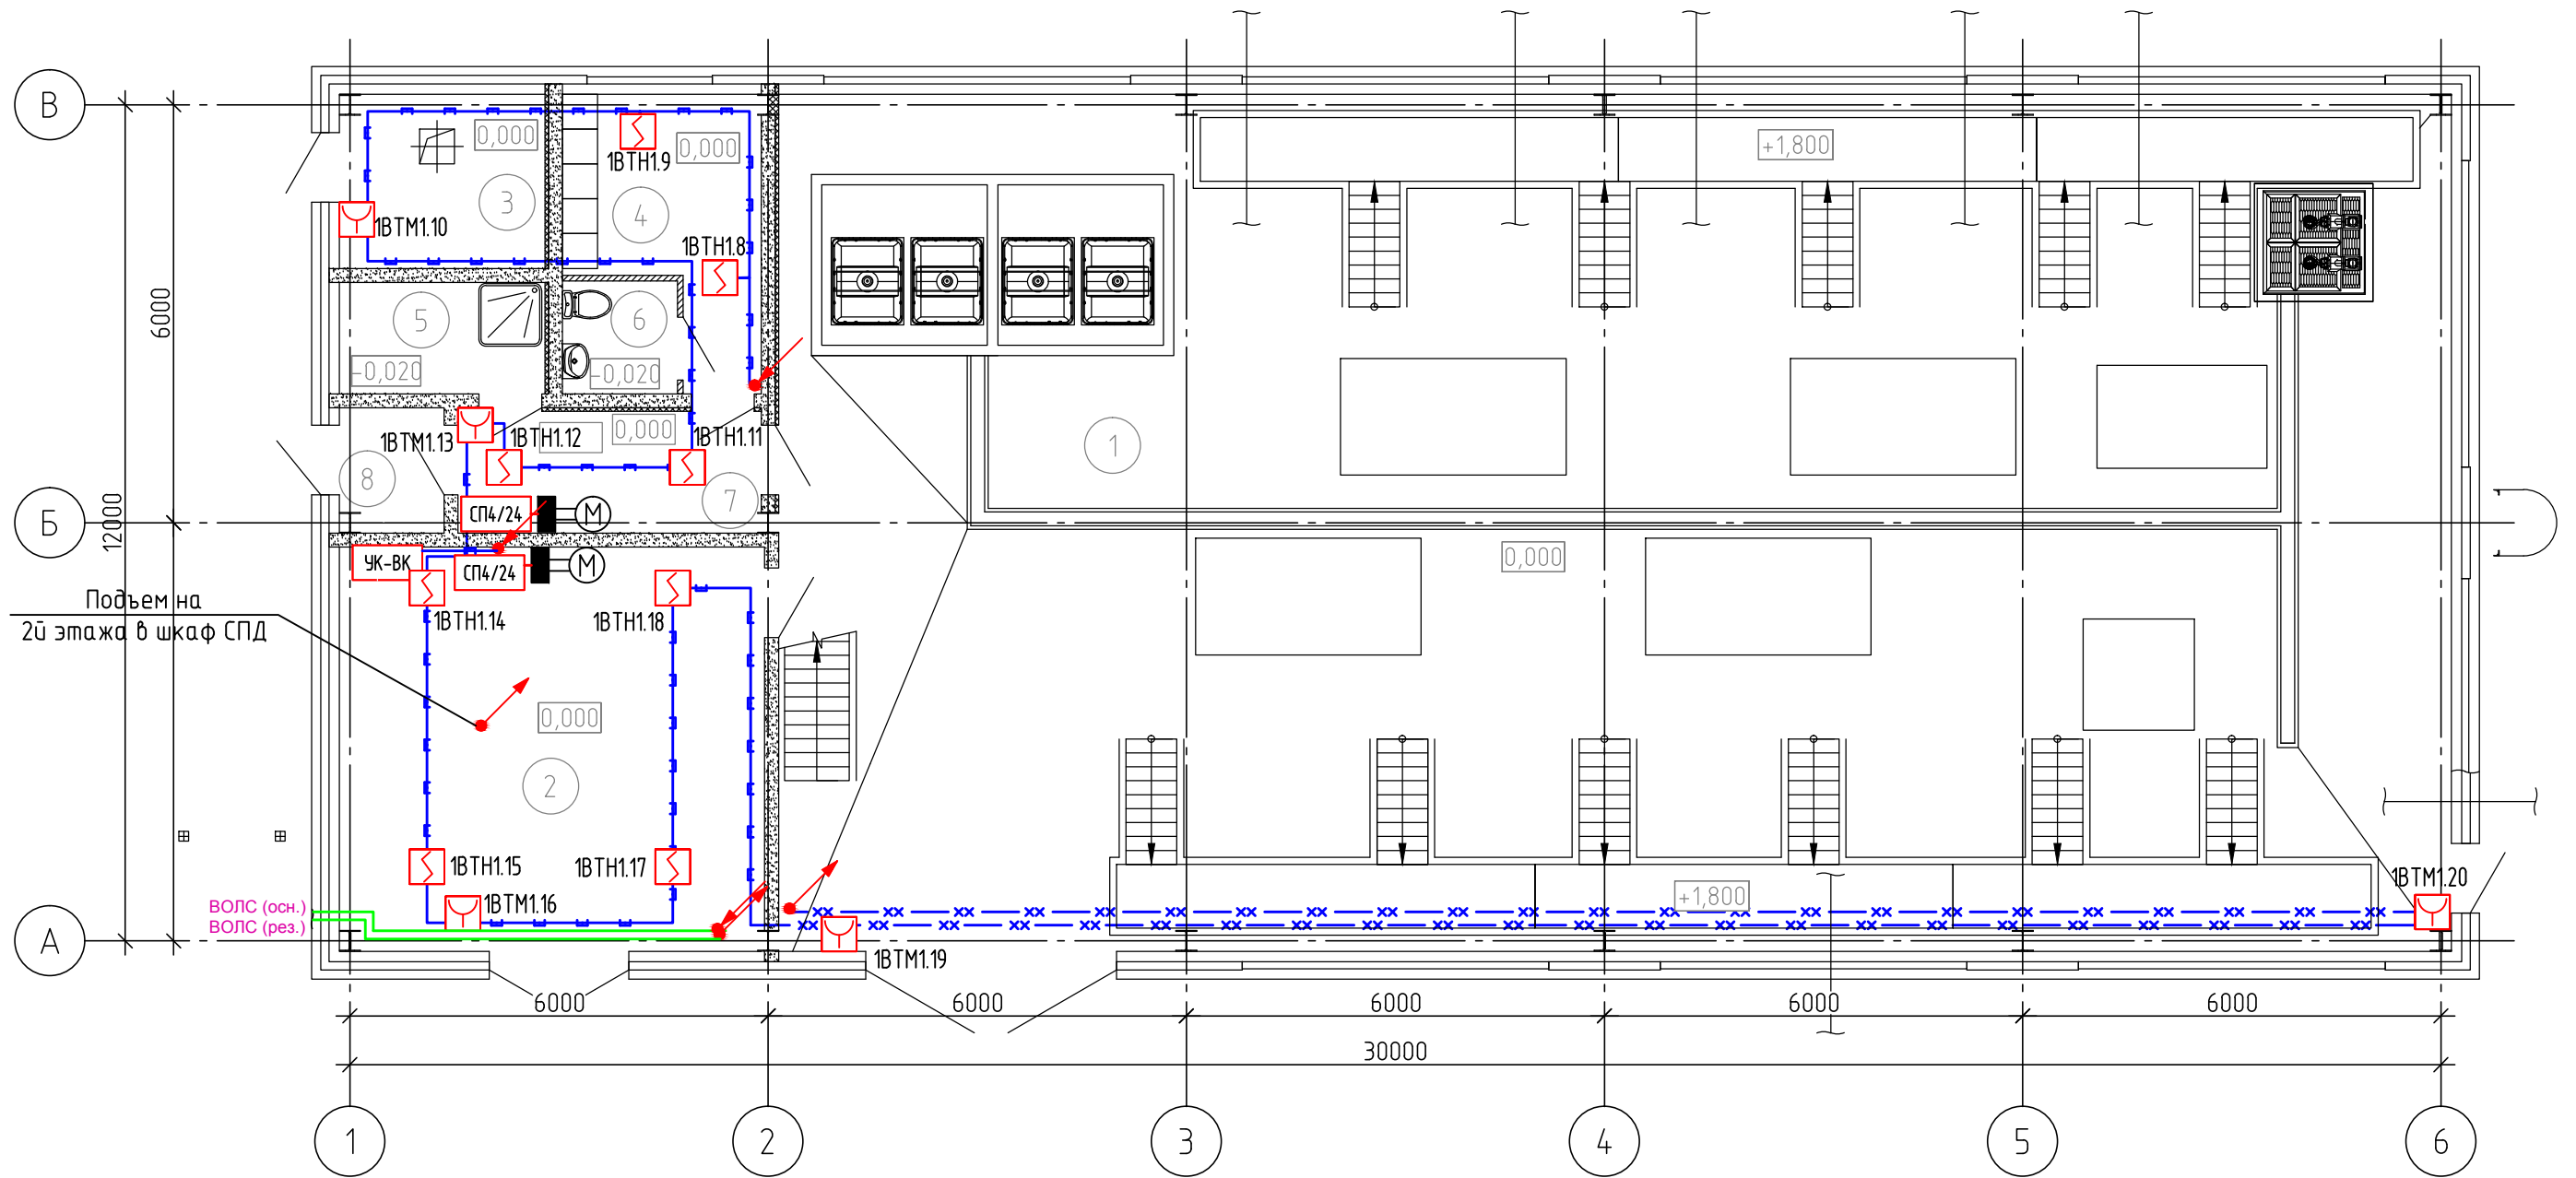 В
0,000
0,000
+1,800
1ВТН1.9
3
4
1ВТМ1.10
1ВТН1.8
6000
5
6
-0,020
-0,020
1
1ВТМ1.13
1ВТН1.12
0,000
1ВТН1.11
8
7
Б
12000
СП4/24
М
0,000
УК-ВК
СП4/24
М
Подъем на
2й этажа в шкаф СПД
1ВТН1.14
1ВТН1.18
0,000
2
1ВТН1.15
1ВТН1.17
1ВТМ1.16
1ВТМ1.20
+1,800
ВОЛС (осн.)
ВОЛС (рез.)
А
1ВТМ1.19
6000
6000
6000
6000
6000
30000
1
2
3
4
5
6